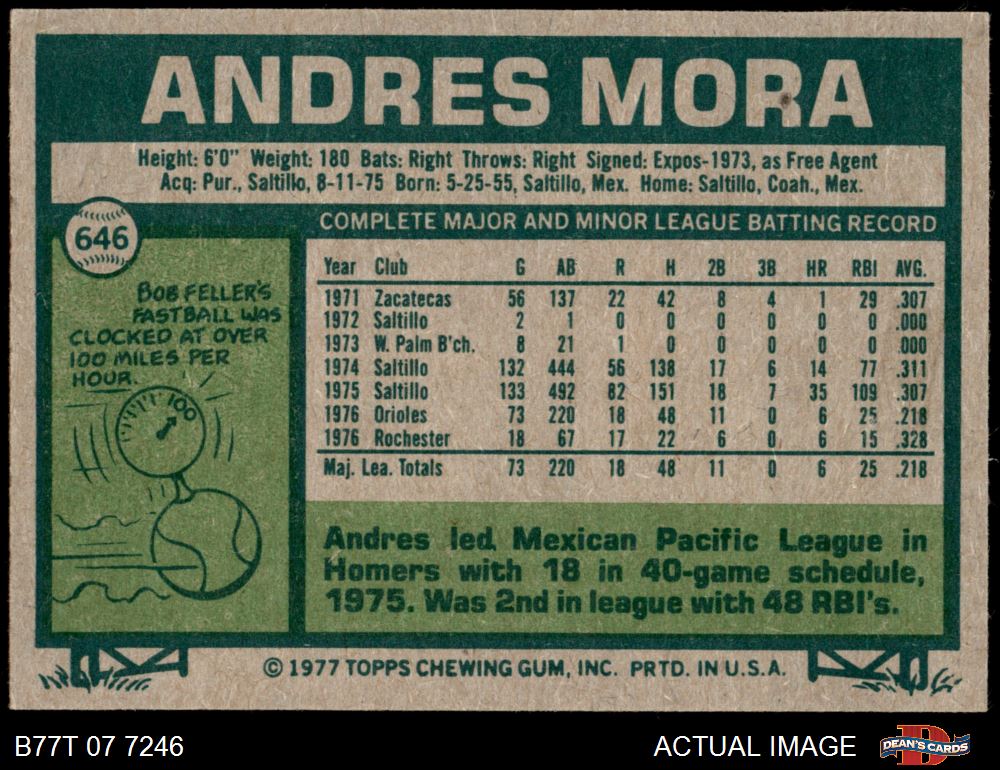 ANDRES MORA
Height: 6'0" Weight: 180 Bats: Right Throws: Right Signed: Expos-1973, as Free Agent
Acq: Pur., Saltillo, 8-11-75 Born: 5-25-55, Saltillo, Mex. Home: Saltillo, Coah., Mex.
646
COMPLETE MAJOR AND MINOR LEAGUE BATTING RECORD
Year Club G AB R H 2B 3B HR RBI AVG.
1971 Zacatecas 56 137 22 42 8 4 1 29 .307
1972 Saltillo 2 1 0 0 0 0 0 0 .000
1973 W. Palm B'ch. 8 21 1 0 0 0 0 0 .000
1974 Saltillo 132 444 56 138 17 6 14 77 .311
1975 Saltillo 133 492 82 151 18 7 35 109 .307
1976 Orioles 73 220 18 48 11 0 6 25 .218
1976 Rochester 18 67 17 22 6 0 6 15 .328
Maj. Lea. Totals 73 220 18 48 11 0 6 25 .218
BOB FELLER'S
FASTBALL WAS
CLOCKED AT OVER
100 MILES PER
HOUR.
100
Andres led Mexican Pacific League in
Homers with 18 in 40-game schedule,
1975. Was 2nd in league with 48 RBI's.
© 1977 TOPPS CHEWING GUM, INC. PRTD. IN U.S.A.
B77T 07 7246
ACTUAL IMAGE
D
DEAN'S CARDS